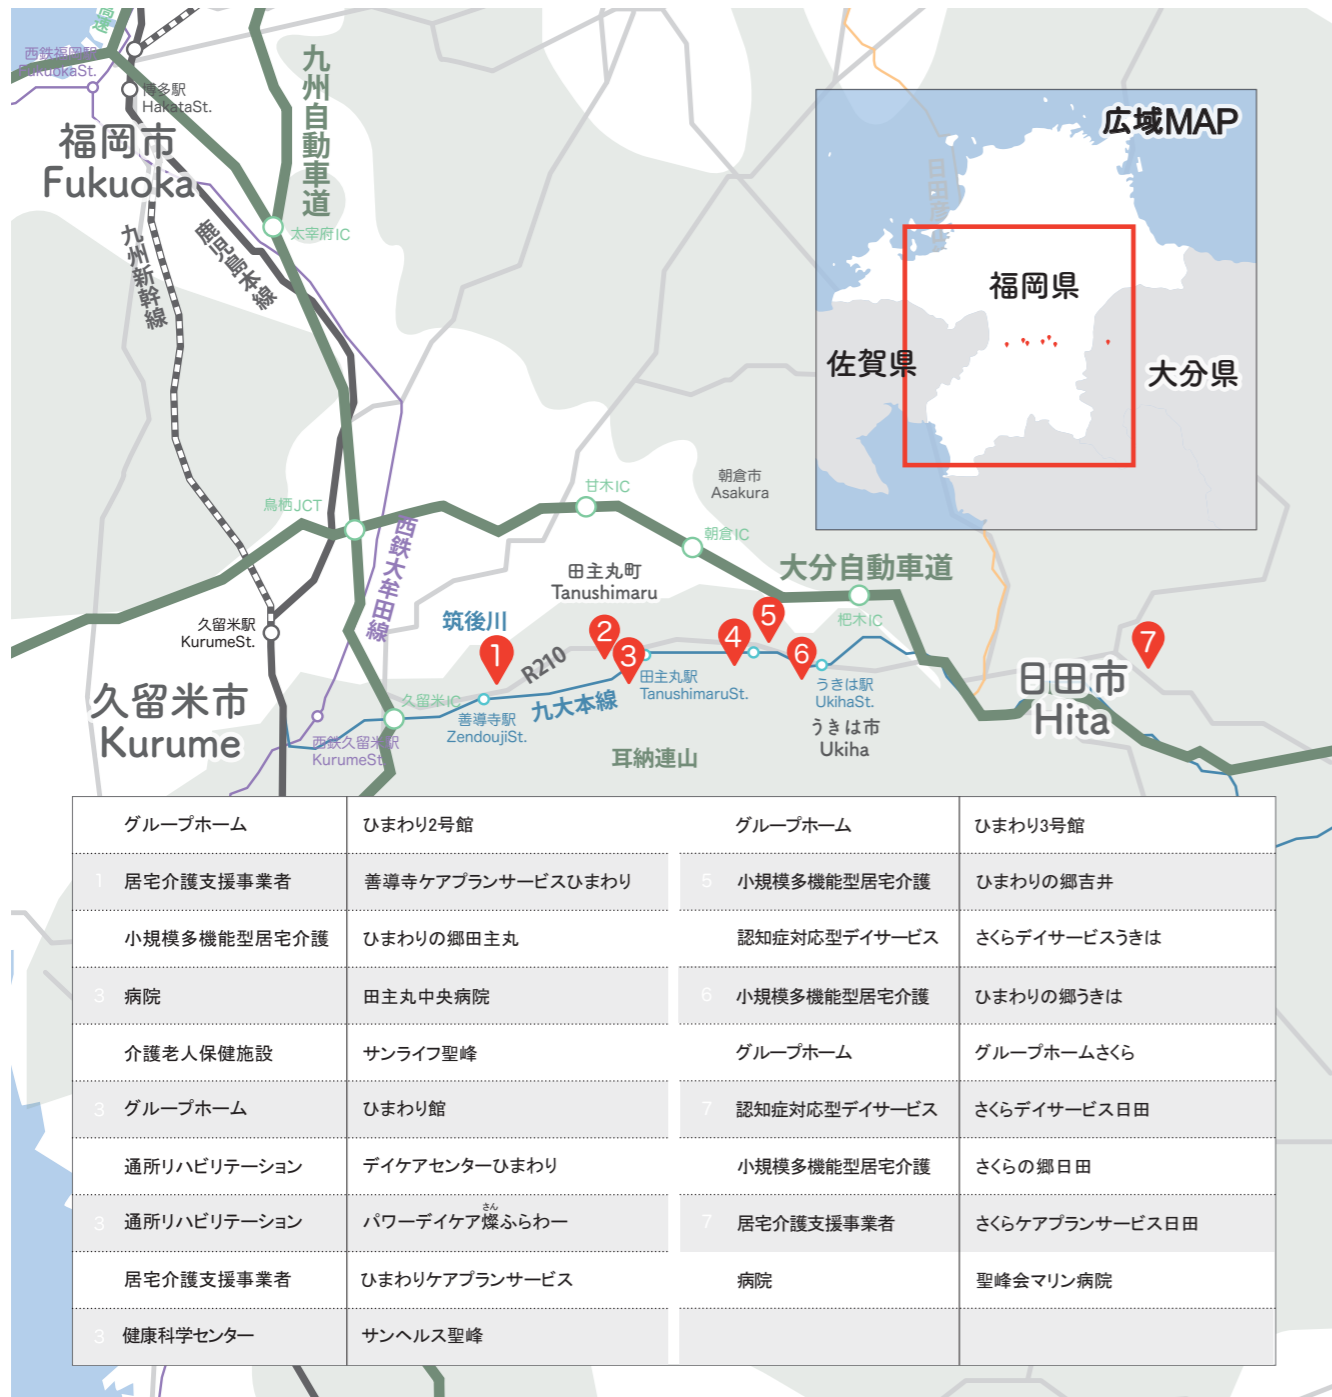 高速
西鉄福岡駅
FukuokaSt.
博多駅
HakataSt.
福岡市
Fukuoka
九州自動車道
太宰府IC
九州新幹線
鹿児島本線
広域MAP
日田
福岡県
佐賀県
大分県
鳥栖JCT
西鉄大牟田線
甘木IC
朝倉市
Asakura
朝倉IC
大分自動車道
杷木IC
田主丸町
Tanushimaru
筑後川
久留米駅
KurumeSt.
久留米市
Kurume
1
2
3
4
5
6
7
R210
田主丸駅
TanushimaruSt.
九大本線
久留米IC
善導寺駅
ZendoujiSt.
西鉄久留米駅
KurumeSt.
うきは駅
UkihaSt.
うきは市
Ukiha
耳納連山
日田市
Hita
グループホーム ひまわり2号館
1 居宅介護支援事業者 善導寺ケアプランサービスひまわり
小規模多機能型居宅介護 ひまわりの郷田主丸
3 病院 田主丸中央病院
介護老人保健施設 サンライフ聖峰
3 グループホーム ひまわり館
通所リハビリテーション デイケアセンターひまわり
さん
3 通所リハビリテーション パワーデイケア燦ふらわー
居宅介護支援事業者 ひまわりケアプランサービス
3 健康科学センター サンヘルス聖峰
グループホーム ひまわり3号館
5 小規模多機能型居宅介護 ひまわりの郷吉井
認知症対応型デイサービス さくらデイサービスうきは
6 小規模多機能型居宅介護 ひまわりの郷うきは
グループホーム グループホームさくら
7 認知症対応型デイサービス さくらデイサービス日田
小規模多機能型居宅介護 さくらの郷日田
7 居宅介護支援事業者 さくらケアプランサービス日田
病院 聖峰会マリン病院